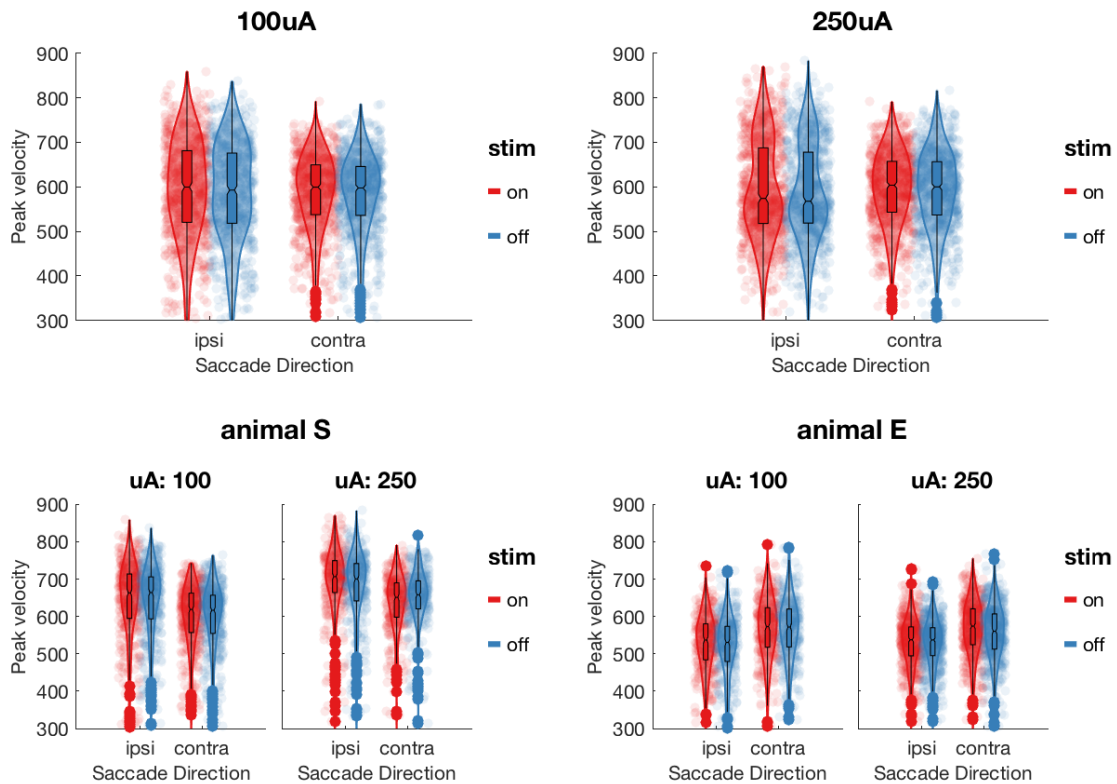 100uA
900
800
700
600
500
400
300
Peak velocity
ipsi contra
Saccade Direction
stim
on
off
250uA
900
800
700
600
500
400
300
Peak velocity
ipsi contra
Saccade Direction
stim
on
off
animal S
uA: 100 uA: 250
900
800
700
600
500
400
300
Peak velocity
ipsi contra ipsi contra
Saccade Direction Saccade Direction
stim
on
off
animal E
uA: 100 uA: 250
900
800
700
600
500
400
300
Peak velocity
ipsi contra ipsi contra
Saccade Direction Saccade Direction
stim
on
off